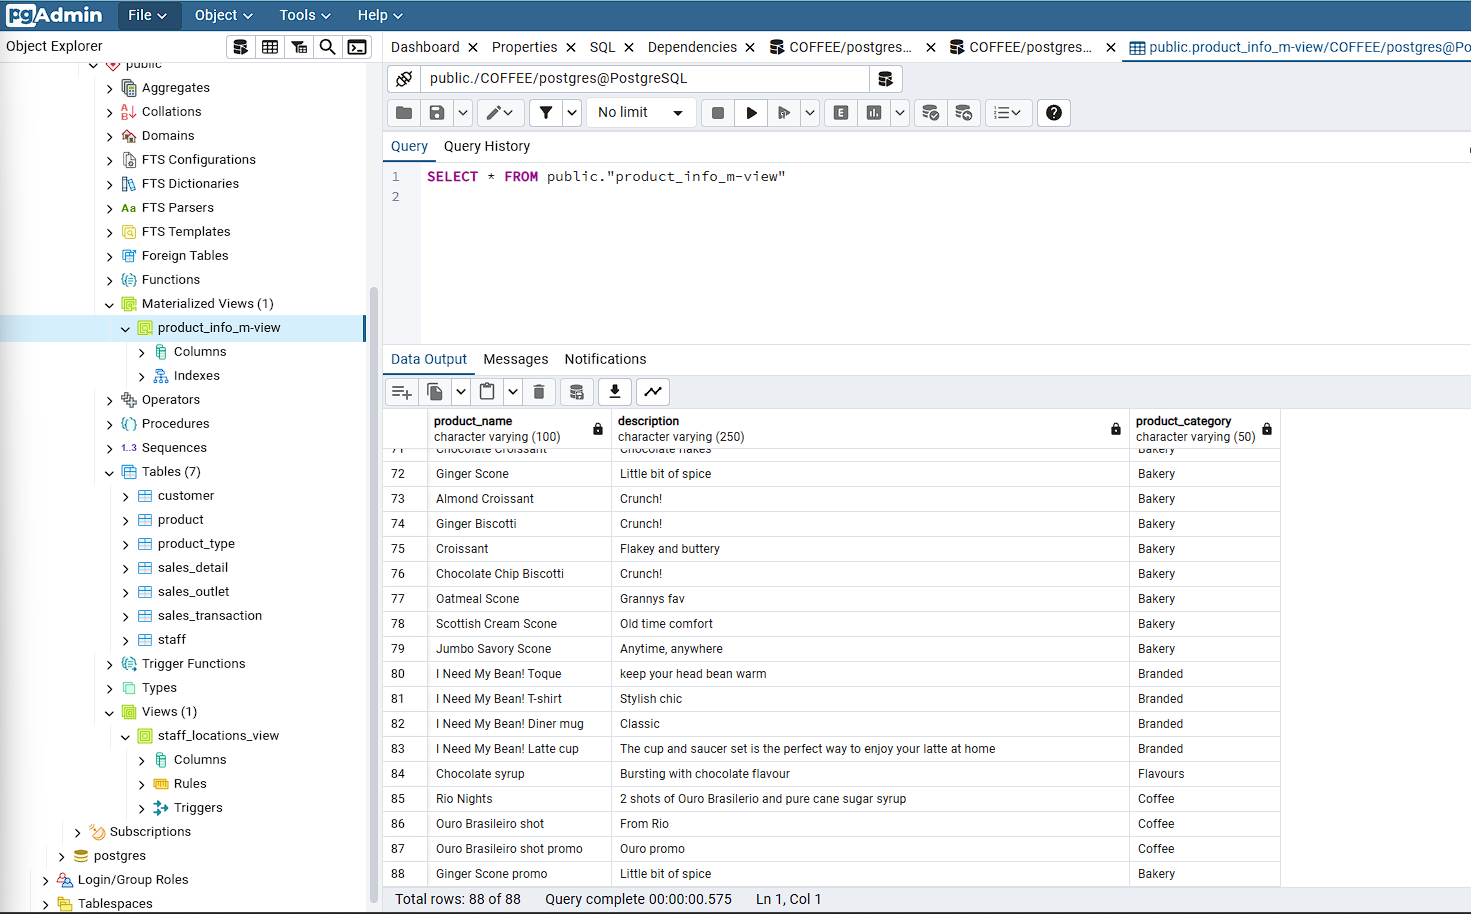 pgAdmin File Object Tools Help
Object Explorer
Dashboard Properties SQL Dependencies COFFEE/postgres... COFFEE/postgres... public.product_info_m-view/COFFEE/postgres@Po
public./COFFEE/postgres@PostgreSQL
No limit
E
Query Query History
1 SELECT * FROM public."product_info_m-view"
2
public
Aggregates
Collations
Domains
FTS Configurations
FTS Dictionaries
Aa FTS Parsers
FTS Templates
Foreign Tables
Functions
Materialized Views (1)
product_info_m-view
Columns
Indexes
Operators
Procedures
1..3 Sequences
Tables (7)
customer
product
product_type
sales_detail
sales_outlet
sales_transaction
staff
Trigger Functions
Types
Views (1)
staff_locations_view
Columns
Rules
Triggers
Subscriptions
postgres
Login/Group Roles
Tablespaces
Data Output Messages Notifications
product_name description product_category
character varying (100) character varying (250) character varying (50)
71 Chocolate Croissant Chocolate flakes Bakery
72 Ginger Scone Little bit of spice Bakery
73 Almond Croissant Crunch! Bakery
74 Ginger Biscotti Crunch! Bakery
75 Croissant Flakey and buttery Bakery
76 Chocolate Chip Biscotti Crunch! Bakery
77 Oatmeal Scone Grannys fav Bakery
78 Scottish Cream Scone Old time comfort Bakery
79 Jumbo Savory Scone Anytime, anywhere Bakery
80 I Need My Bean! Toque keep your head bean warm Branded
81 I Need My Bean! T-shirt Stylish chic Branded
82 I Need My Bean! Diner mug Classic Branded
83 I Need My Bean! Latte cup The cup and saucer set is the perfect way to enjoy your latte at home Branded
84 Chocolate syrup Bursting with chocolate flavour Flavours
85 Rio Nights 2 shots of Ouro Brasilerio and pure cane sugar syrup Coffee
86 Ouro Brasileiro shot From Rio Coffee
87 Ouro Brasileiro shot promo Ouro promo Coffee
88 Ginger Scone promo Little bit of spice Bakery
Total rows: 88 of 88 Query complete 00:00:00.575 Ln 1, Col 1